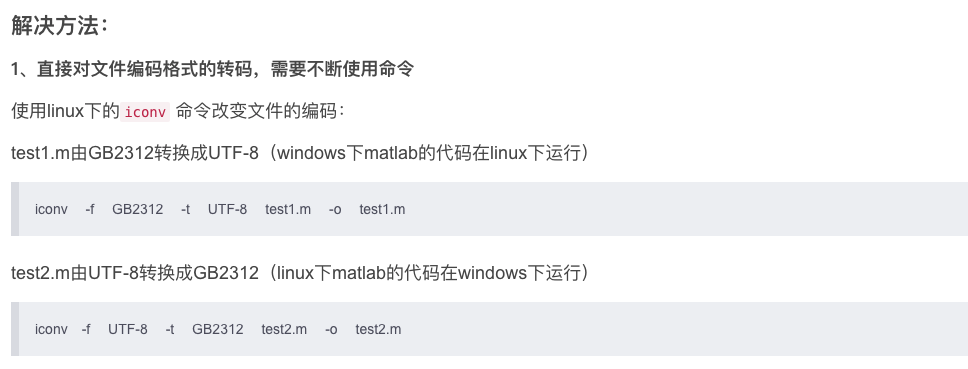 解决方法：
1、直接对文件编码格式的转码，需要不断使用命令
使用linux下的 iconv 命令改变文件的编码：
test1.m由GB2312转换成UTF-8（windows下matlab的代码在linux下运行）
iconv -f GB2312 -t UTF-8 test1.m -o test1.m
test2.m由UTF-8转换成GB2312（linux下matlab的代码在windows下运行）
iconv -f UTF-8 -t GB2312 test2.m -o test2.m